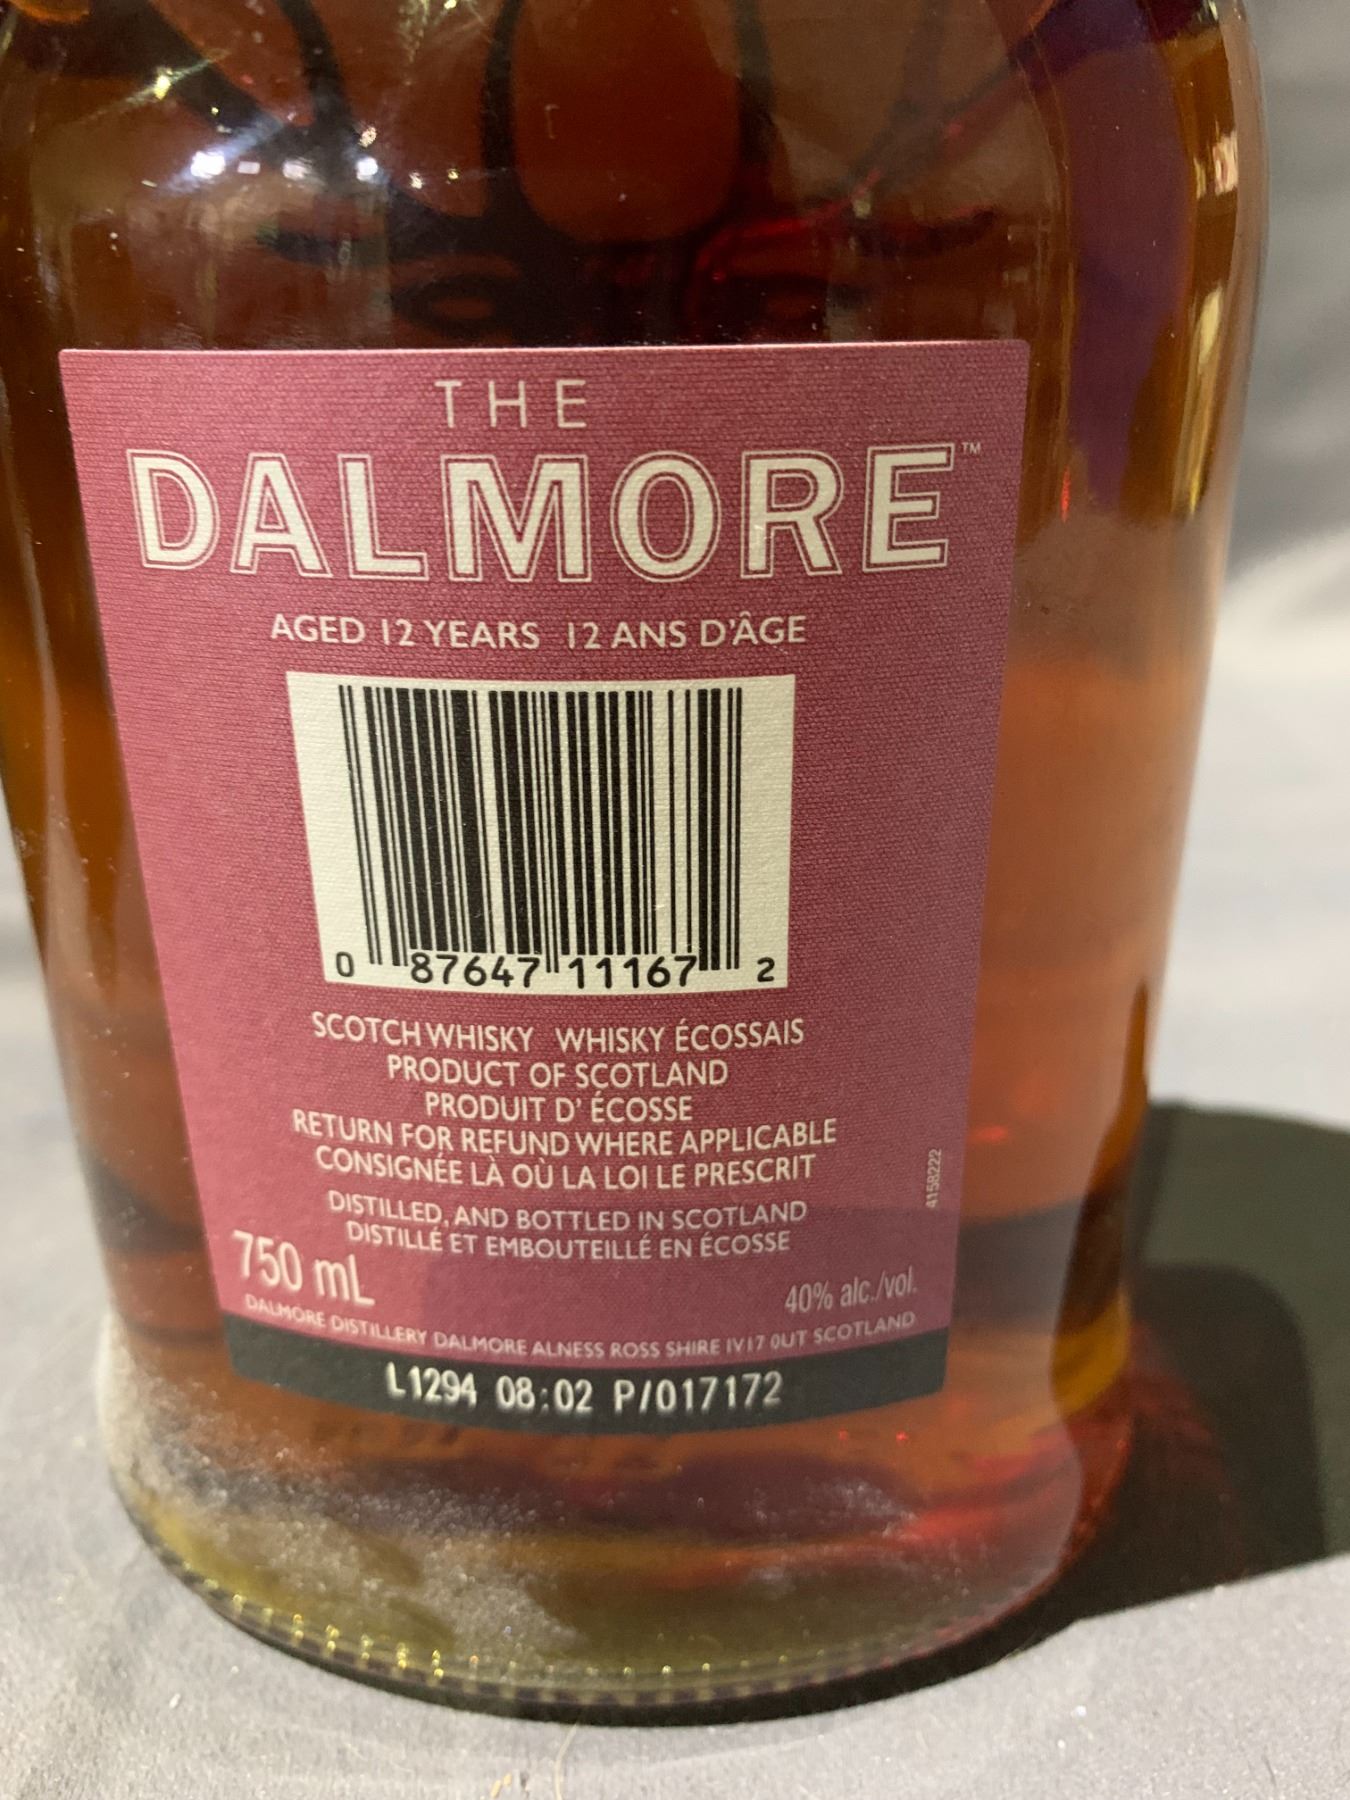 THE
DALMORE™
AGED 12 YEARS 12 ANS D'ÂGE
0 87647 11167 2
SCOTCH WHISKY WHISKY ÉCOSSAIS
PRODUCT OF SCOTLAND
PRODUIT D' ÉCOSSE
RETURN FOR REFUND WHERE APPLICABLE
CONSIGNÉE LÀ OÙ LA LOI LE PRESCRIT
415B222
DISTILLED, AND BOTTLED IN SCOTLAND
DISTILLÉ ET EMBOUTEILLÉ EN ÉCOSSE
750 mL 40% alc./vol.
DALMORE DISTILLERY DALMORE ALNESS ROSS SHIRE IV17 0UT SCOTLAND
L1294 08:02 P/017172